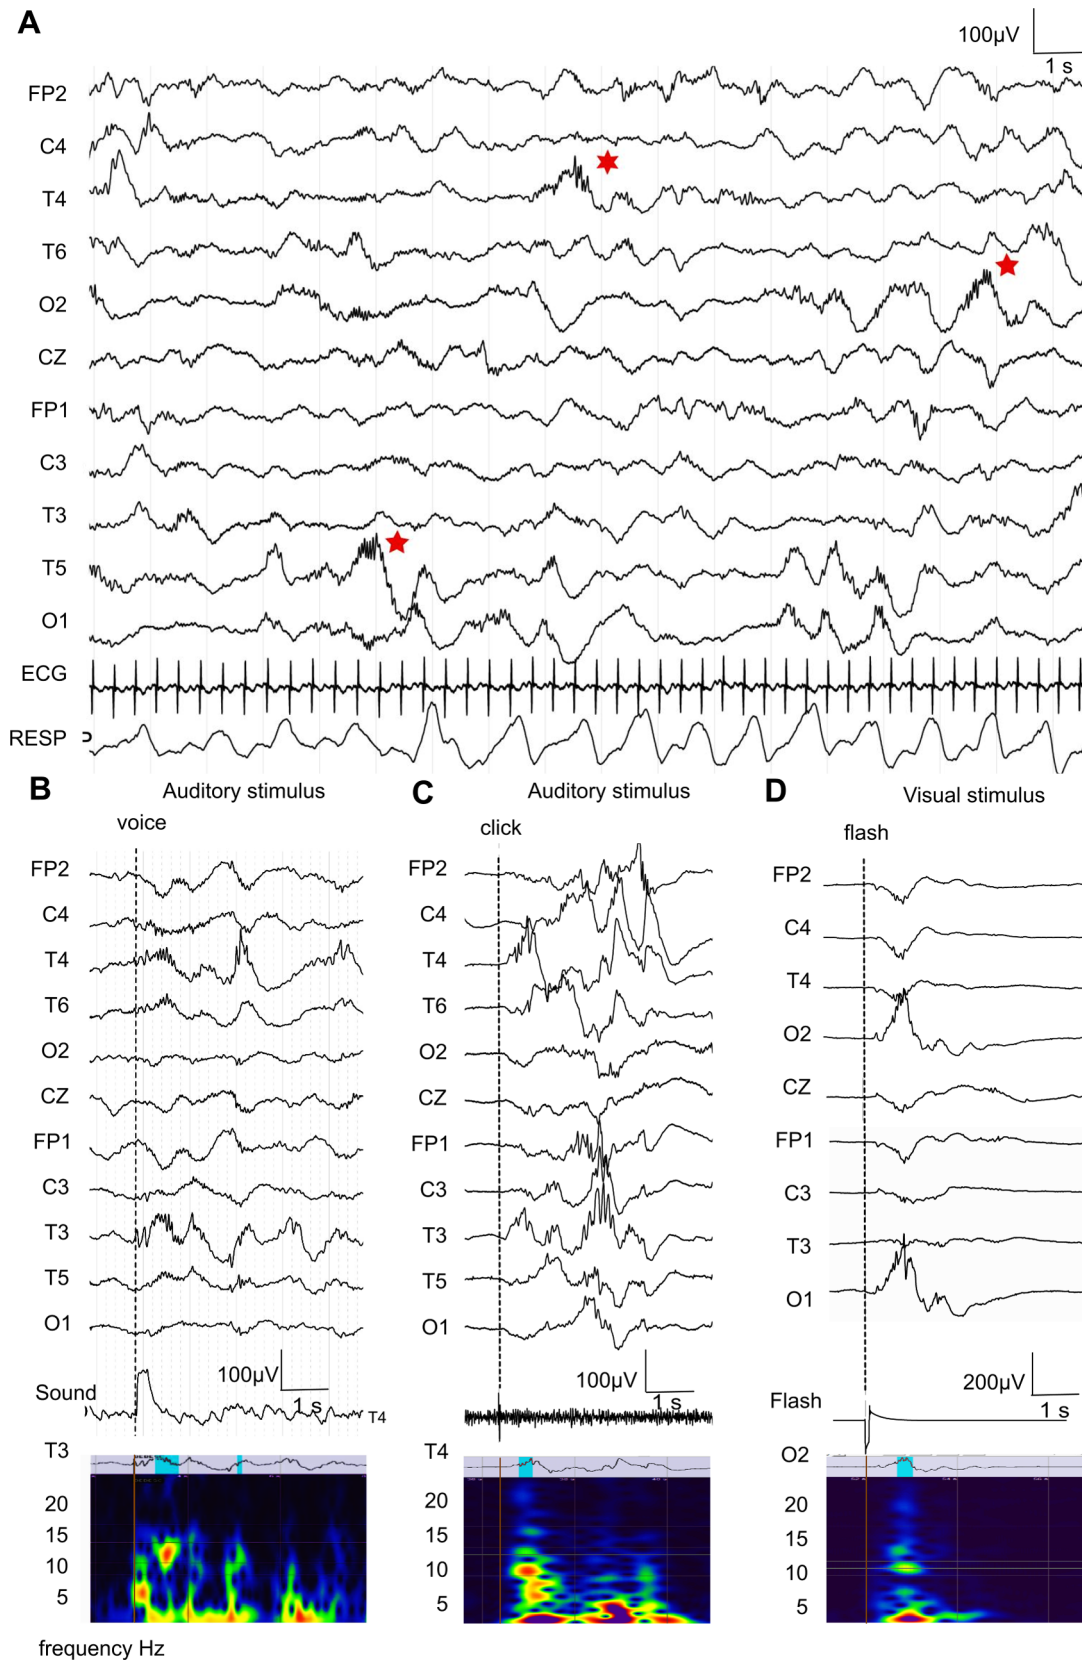 A
100μV
1 s
FP2
C4
T4
T6
O2
CZ
FP1
C3
T3
T5
O1
ECG
RESP
B
Auditory stimulus
voice
FP2
C4
T4
T6
O2
CZ
FP1
C3
T3
T5
O1
100μV
1 s
Sound
T4
T3
20
15
10
5
frequency Hz
C
Auditory stimulus
click
FP2
C4
T4
T6
O2
CZ
FP1
C3
T3
T5
O1
100μV
1 s
T4
20
15
10
5
D
Visual stimulus
flash
FP2
C4
T4
O2
CZ
FP1
C3
T3
O1
200μV
1 s
Flash
O2
20
15
10
5